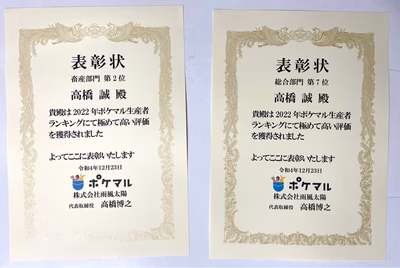 表彰状
畜産部門 第2位
高橋 誠 殿
貴殿は2022年ポケマル生産者
ランキングにて極めて高い評価
を獲得されました
よってここに表彰いたします
令和4年12月23日
ポケマル
株式会社雨風太陽
代表取締役 高橋博之
表彰状
総合部門 第7位
高橋 誠 殿
貴殿は2022年ポケマル生産者
ランキングにて極めて高い評価
を獲得されました
よってここに表彰いたします
令和4年12月23日
ポケマル
株式会社雨風太陽
代表取締役 高橋博之